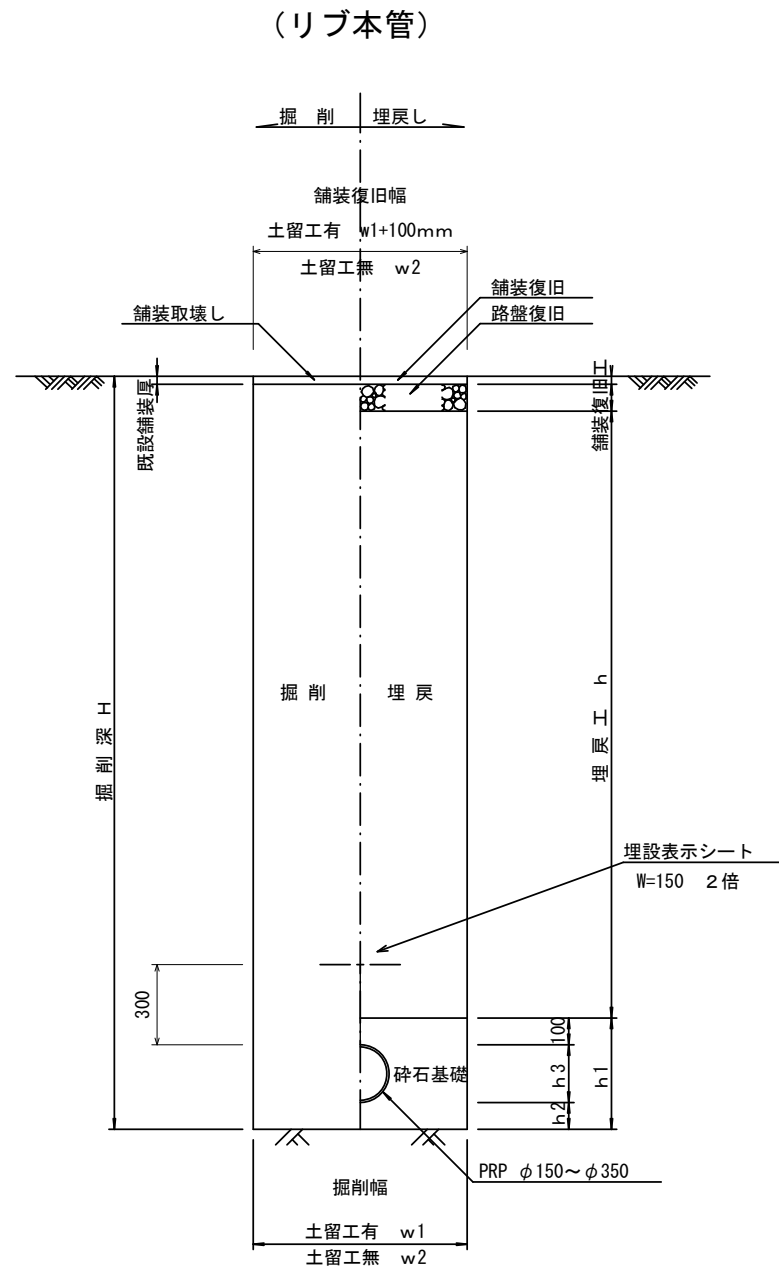 （リブ本管）
掘 削 埋戻し
舗装復旧幅
土留工有 w1+100mm
土留工無 w2
舗装取壊し
舗装復旧
路盤復旧
既設舗装厚
舗装復旧工
掘削深 H
掘 削
埋 戻
埋戻工 h
埋設表示シート
W=150 ２倍
300
100
砕石基礎
h3
h1
h2
PRP φ150～φ350
掘削幅
土留工有 w1
土留工無 w2